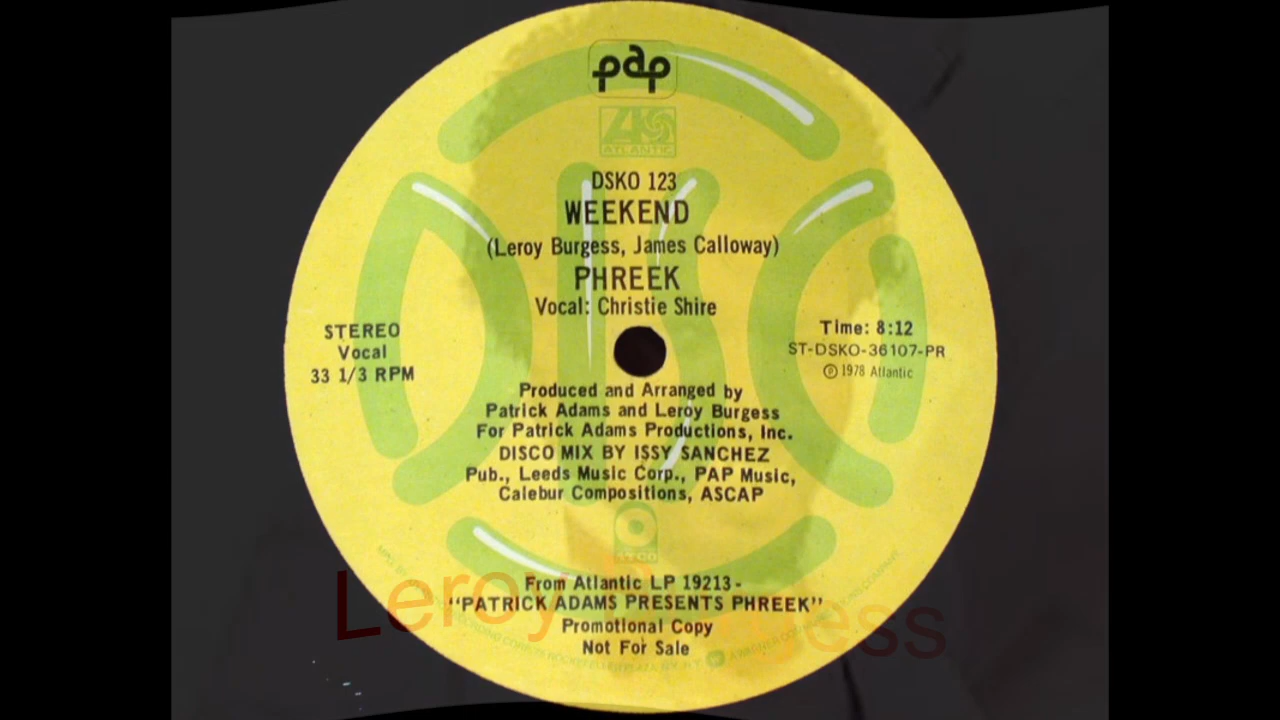 pap
ATLANTIC
DSKO 123
WEEKEND
(Leroy Burgess, James Calloway)
PHREEK
Vocal: Christie Shire
STEREO
Vocal
33 1/3 RPM
Time: 8:12
ST-DSKO-36107-PR
℗ 1978 Atlantic
Produced and Arranged by
Patrick Adams and Leroy Burgess
For Patrick Adams Productions, Inc.
DISCO MIX BY ISSY SANCHEZ
Pub., Leeds Music Corp., PAP Music,
Calebur Compositions, ASCAP
ATCO
From Atlantic LP 19213-
"PATRICK ADAMS PRESENTS PHREEK"
Promotional Copy
Not For Sale
Leroy Burgess